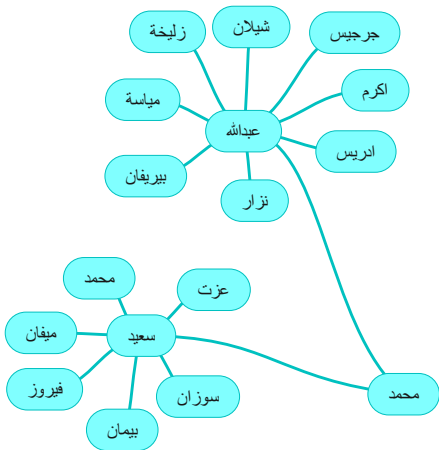 شيلان
زليخة
جرجيس
اكرم
مياسة
عبدالله
ادريس
بيريفان
نزار
محمد
عزت
ميفان
سعيد
فيروز
سوزان
محمد
بيمان